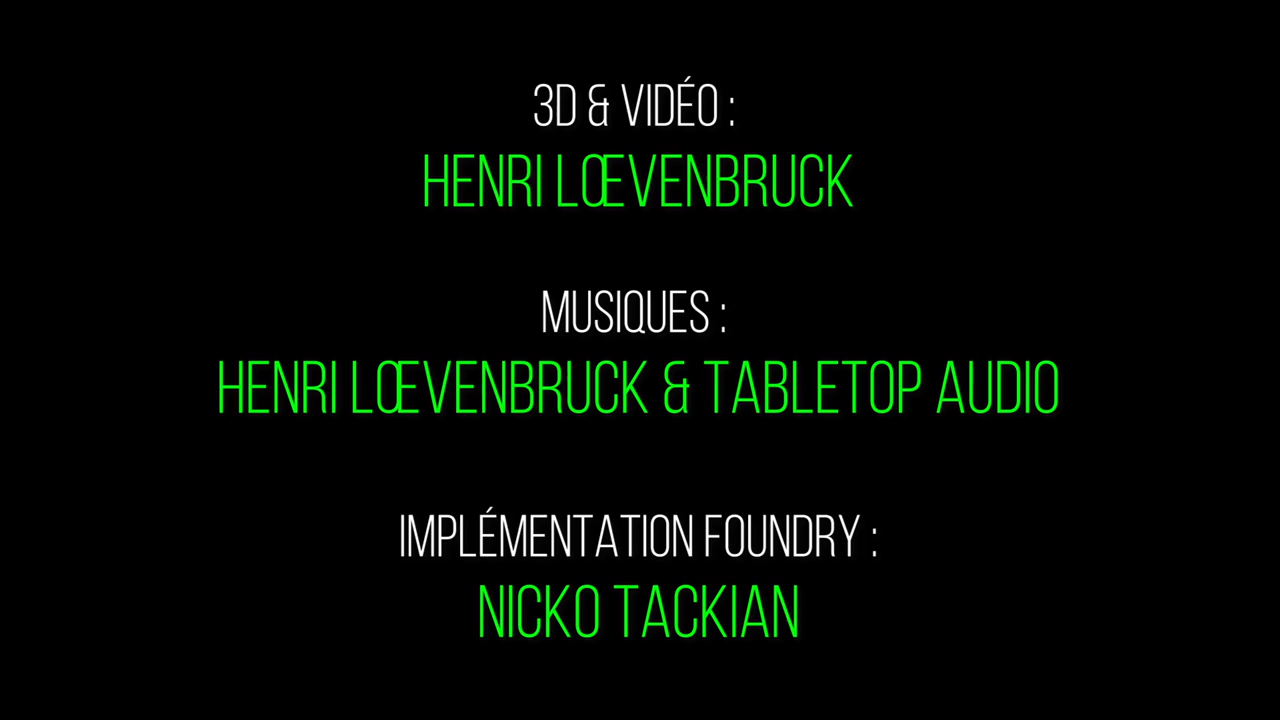 3D & VIDÉO :
HENRI LŒVENBRUCK
MUSIQUES :
HENRI LŒVENBRUCK & TABLETOP AUDIO
IMPLÉMENTATION FOUNDRY :
NICKO TACKIAN